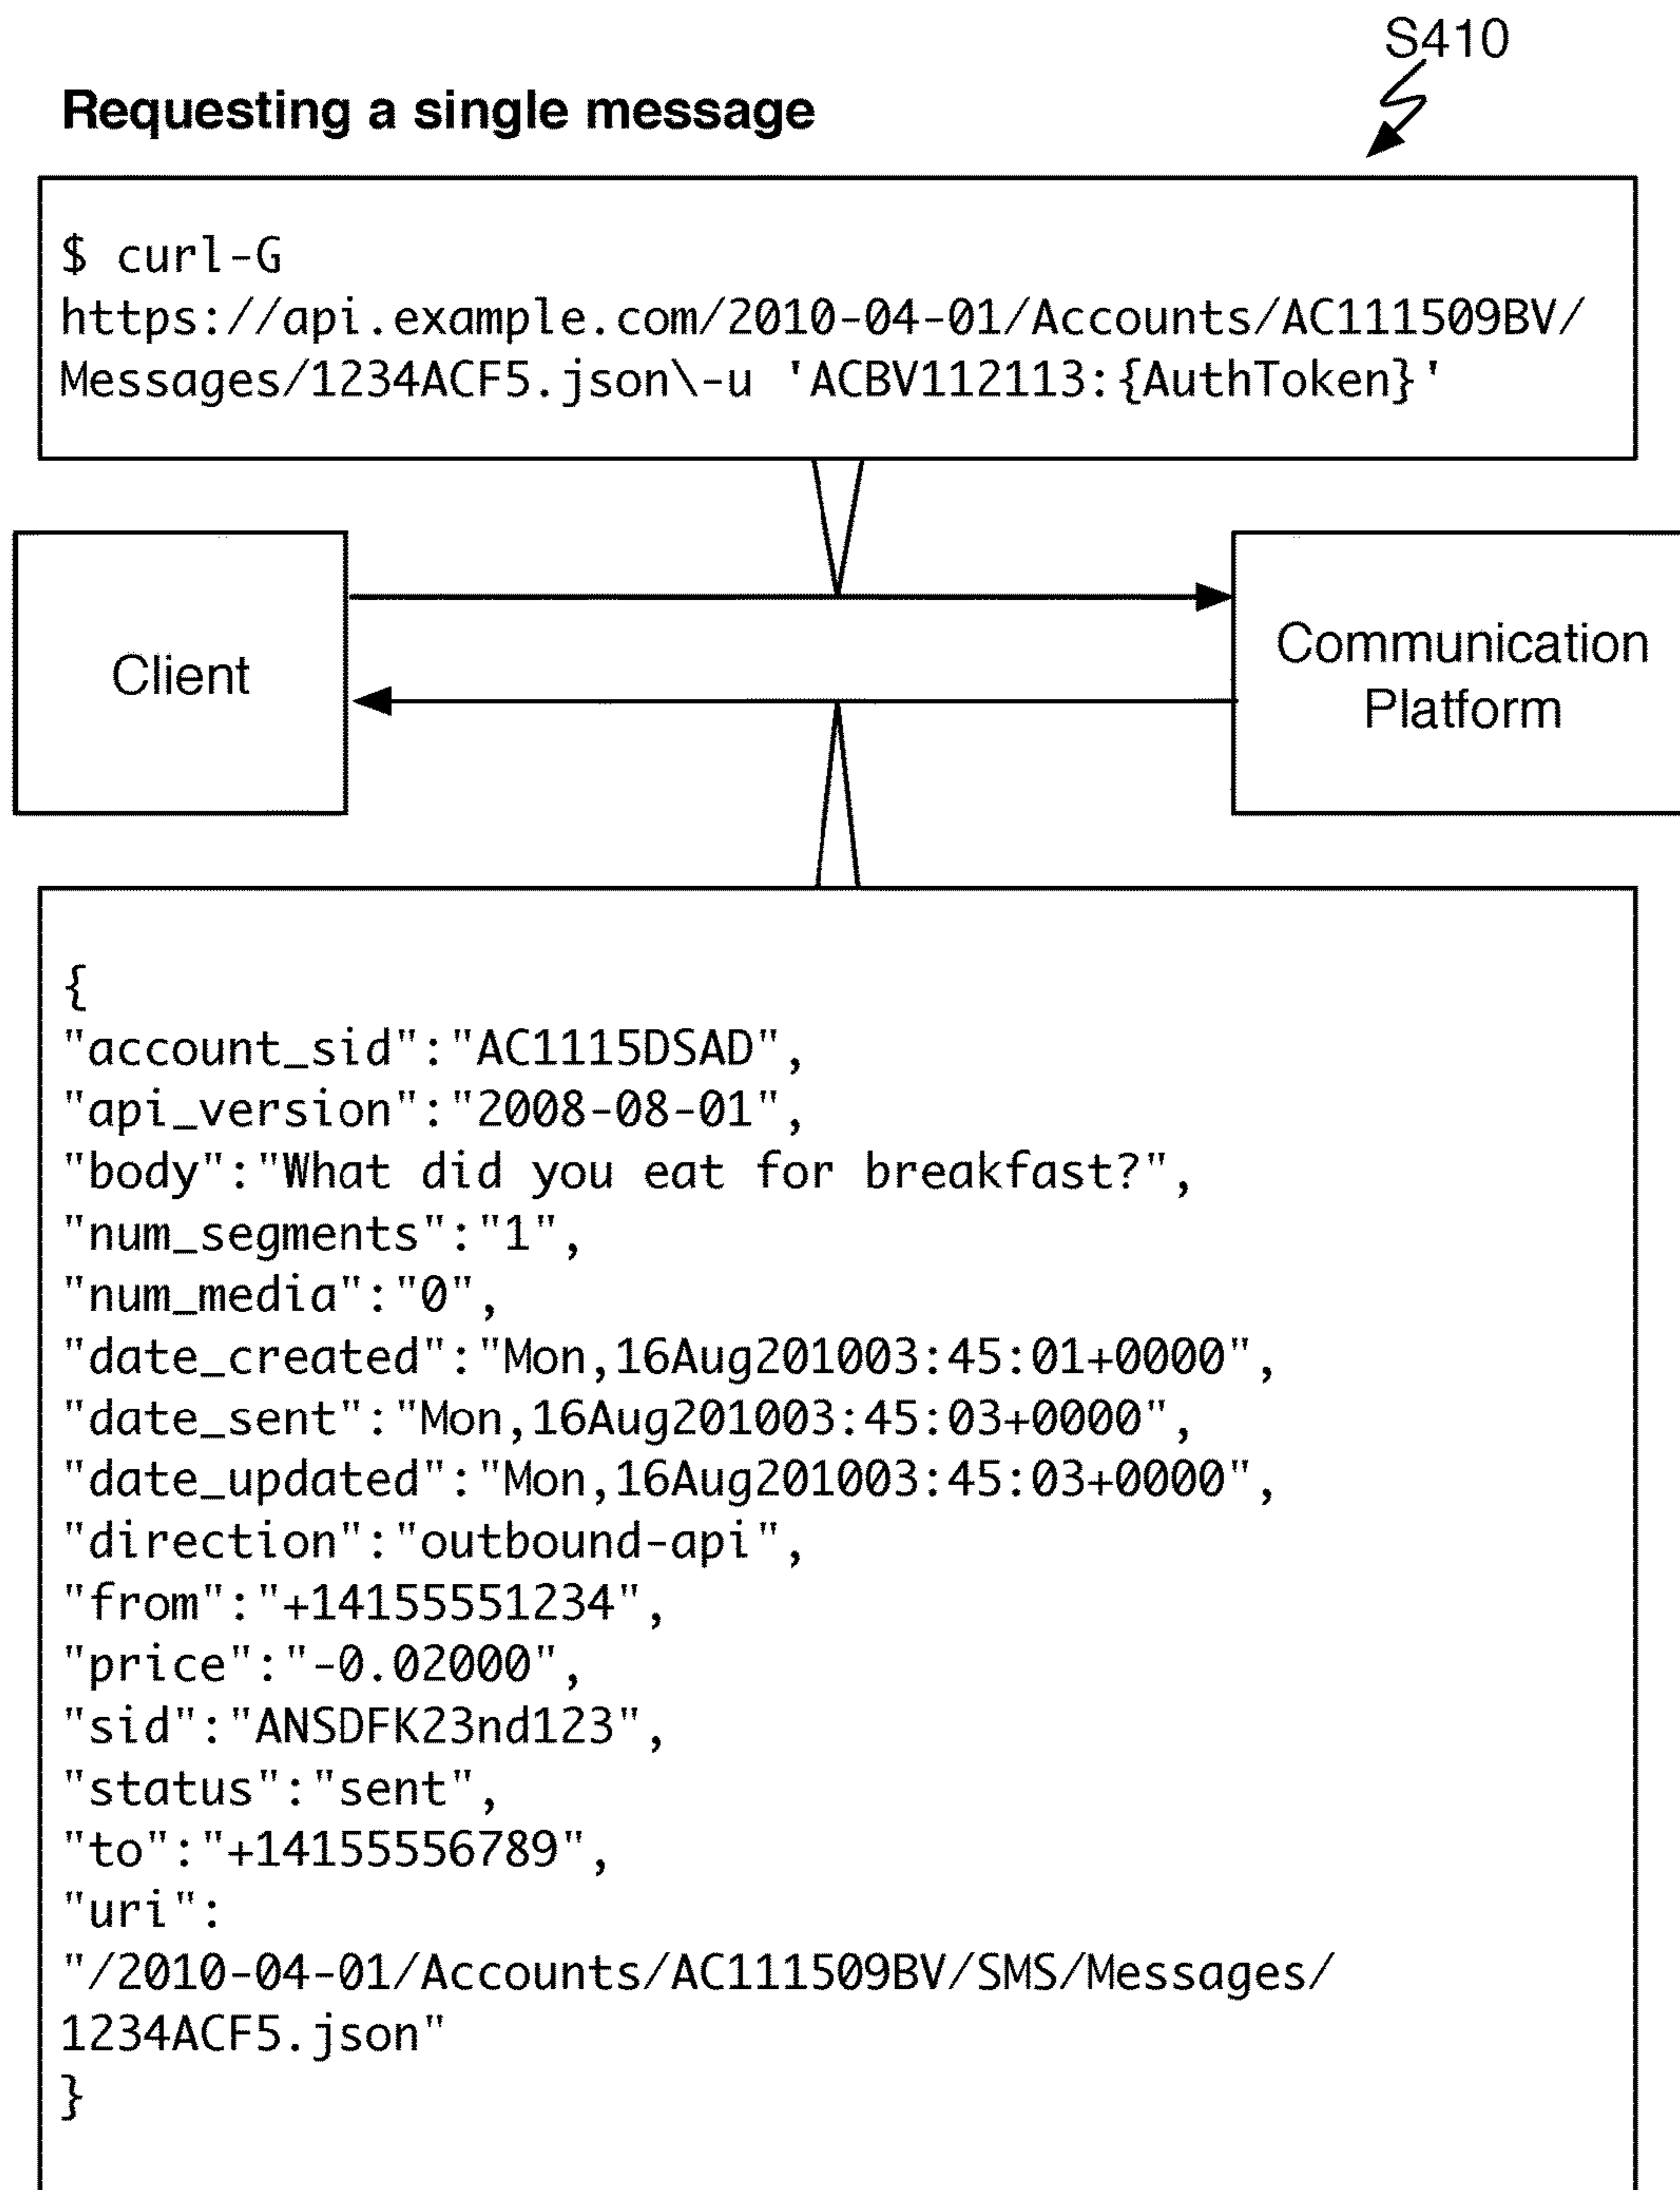 S410
Requesting a single message
$ curl-G
https://api.example.com/2010-04-01/Accounts/AC111509BV/
Messages/1234ACF5.json\-u 'ACBV112113:{AuthToken}'
Client
Communication
Platform
{
"account_sid":"AC1115DSAD",
"api_version":"2008-08-01",
"body":"What did you eat for breakfast?",
"num_segments":"1",
"num_media":"0",
"date_created":"Mon,16Aug201003:45:01+0000",
"date_sent":"Mon,16Aug201003:45:03+0000",
"date_updated":"Mon,16Aug201003:45:03+0000",
"direction":"outbound-api",
"from":"+14155551234",
"price":"-0.02000",
"sid":"ANSDFK23nd123",
"status":"sent",
"to":"+14155556789",
"uri":
"/2010-04-01/Accounts/AC111509BV/SMS/Messages/
1234ACF5.json"
}